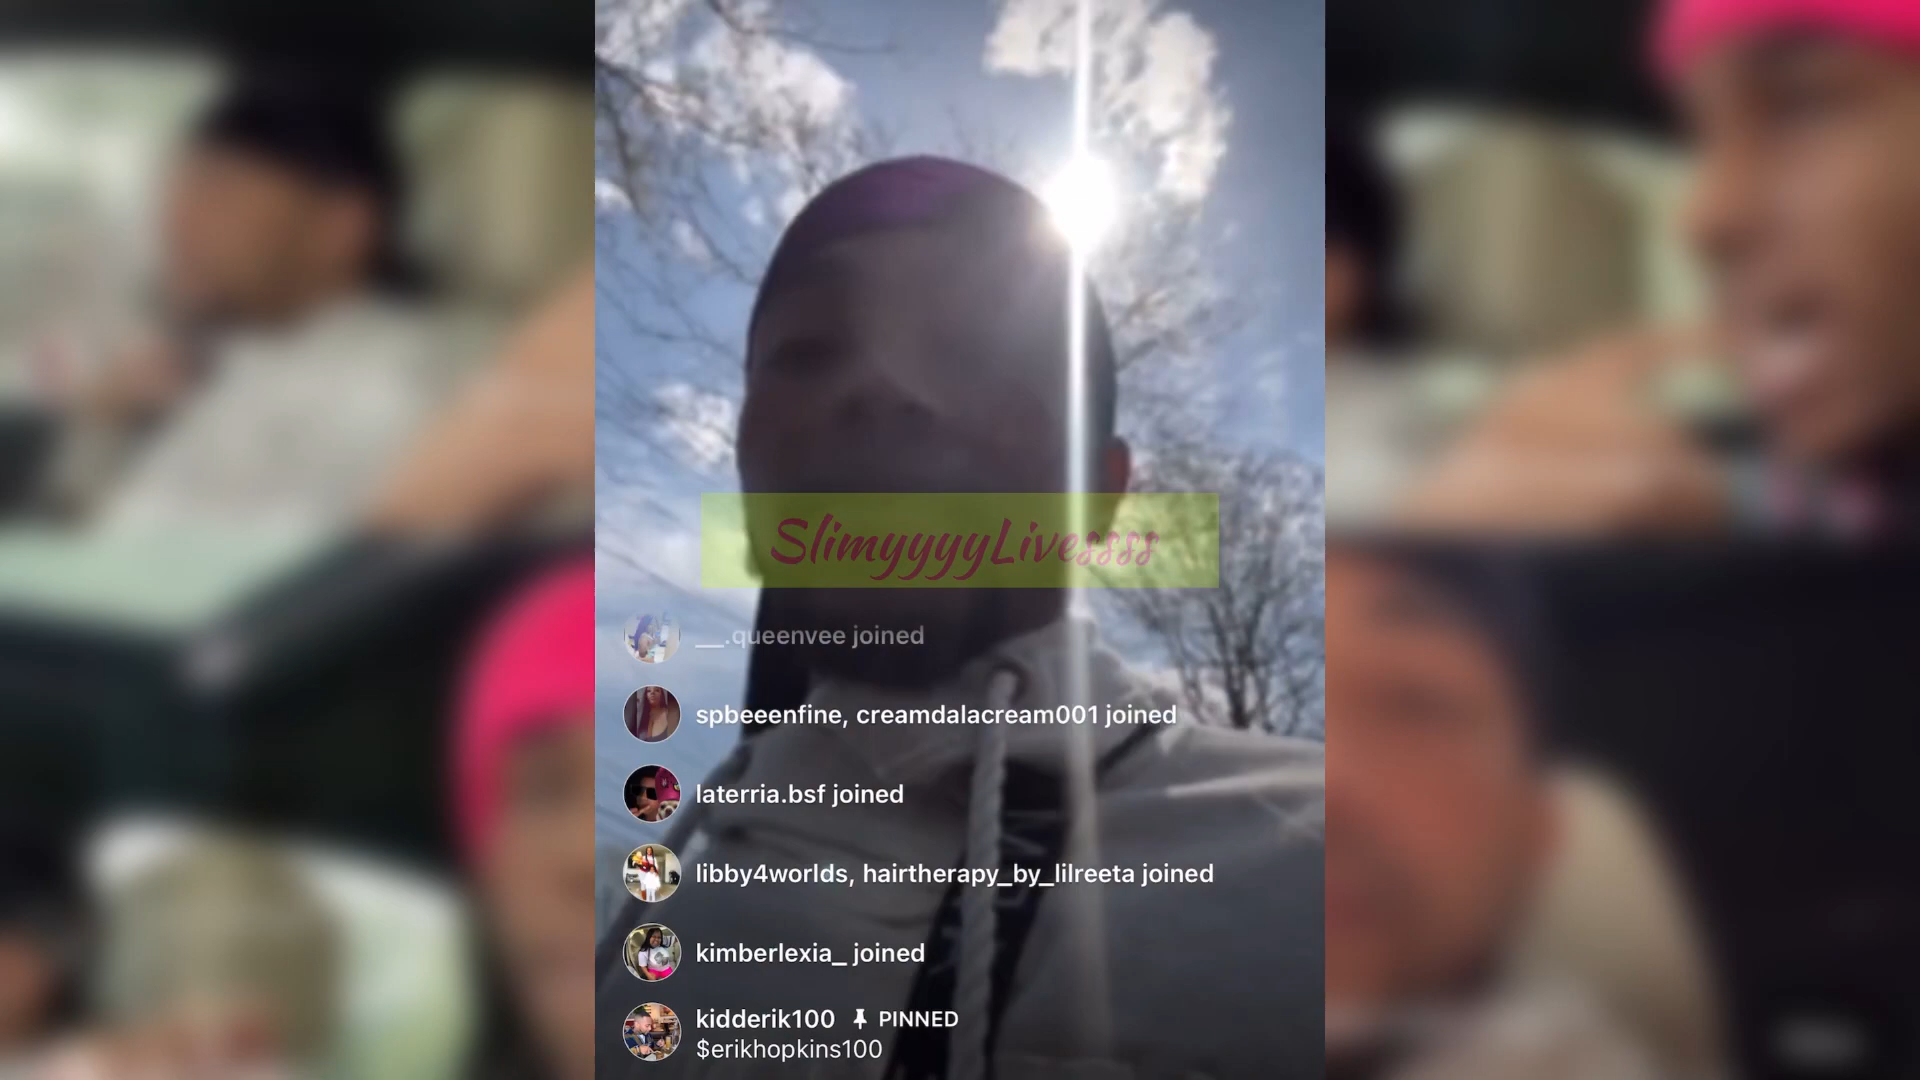 SlimyyyyLivessss
__.queenvee joined
spbeeenfine, creamdalacream001 joined
laterria.bsf joined
libby4worlds, hairtherapy_by_lilreeta joined
kimberlexia_ joined
kidderik100 PINNED
$erikhopkins100